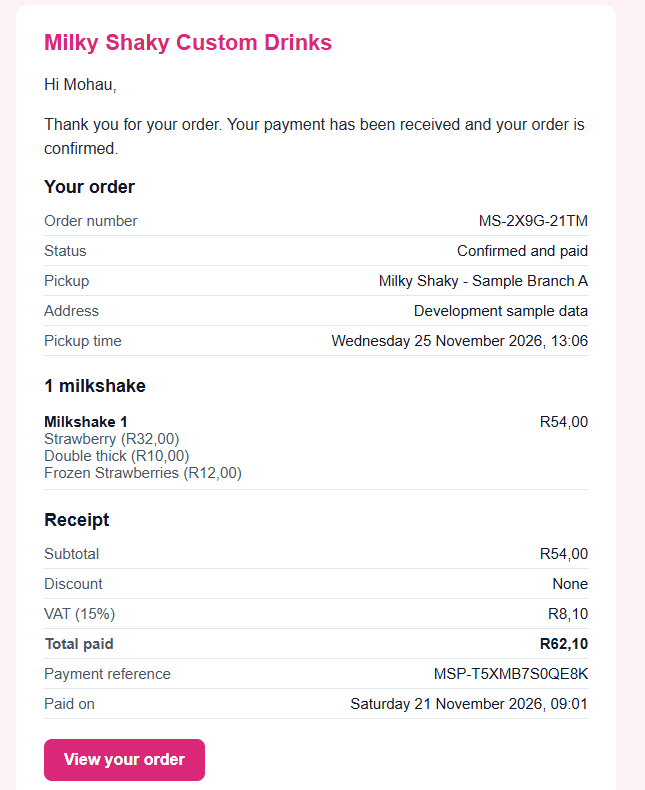 Milky Shaky Custom Drinks
Hi Mohau,
Thank you for your order. Your payment has been received and your order is
confirmed.
Your order
Order number MS-2X9G-21TM
Status Confirmed and paid
Pickup Milky Shaky - Sample Branch A
Address Development sample data
Pickup time Wednesday 25 November 2026, 13:06
1 milkshake
Milkshake 1 R54,00
Strawberry (R32,00)
Double thick (R10,00)
Frozen Strawberries (R12,00)
Receipt
Subtotal R54,00
Discount None
VAT (15%) R8,10
Total paid R62,10
Payment reference MSP-T5XMB7S0QE8K
Paid on Saturday 21 November 2026, 09:01
View your order